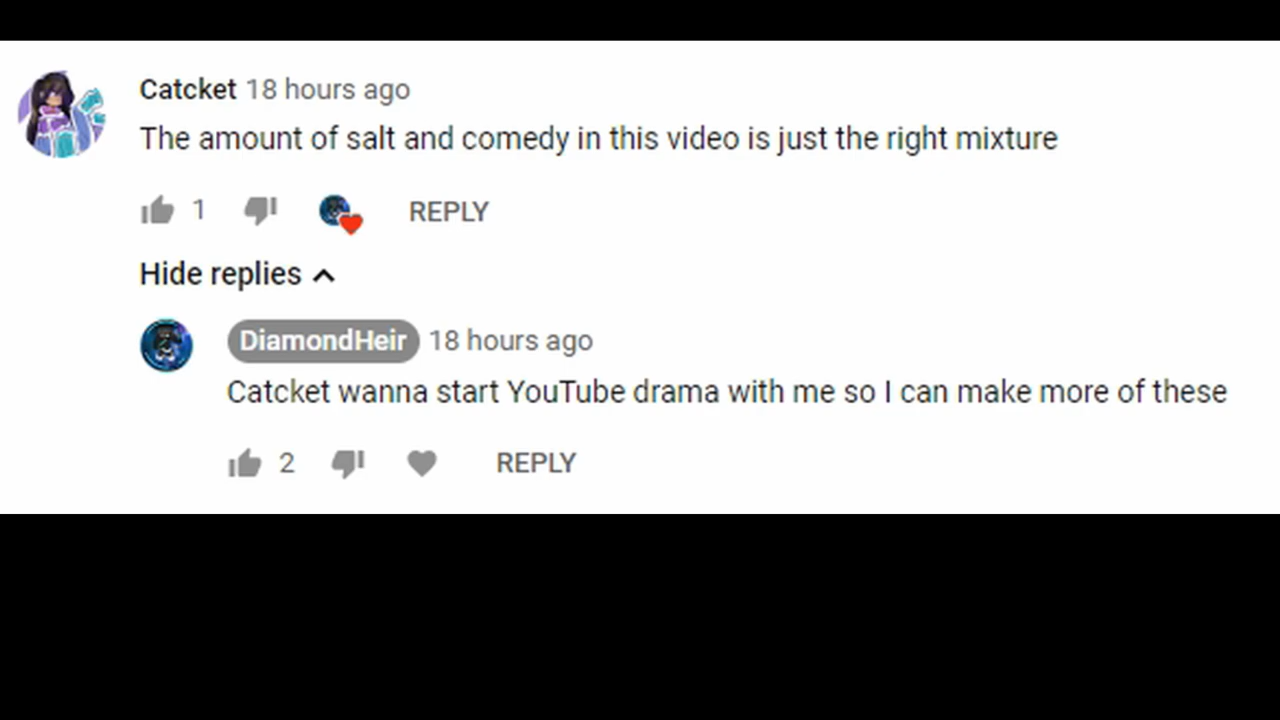 Catcket 18 hours ago
The amount of salt and comedy in this video is just the right mixture
1 REPLY
Hide replies
DiamondHeir 18 hours ago
Catcket wanna start YouTube drama with me so I can make more of these
2 REPLY